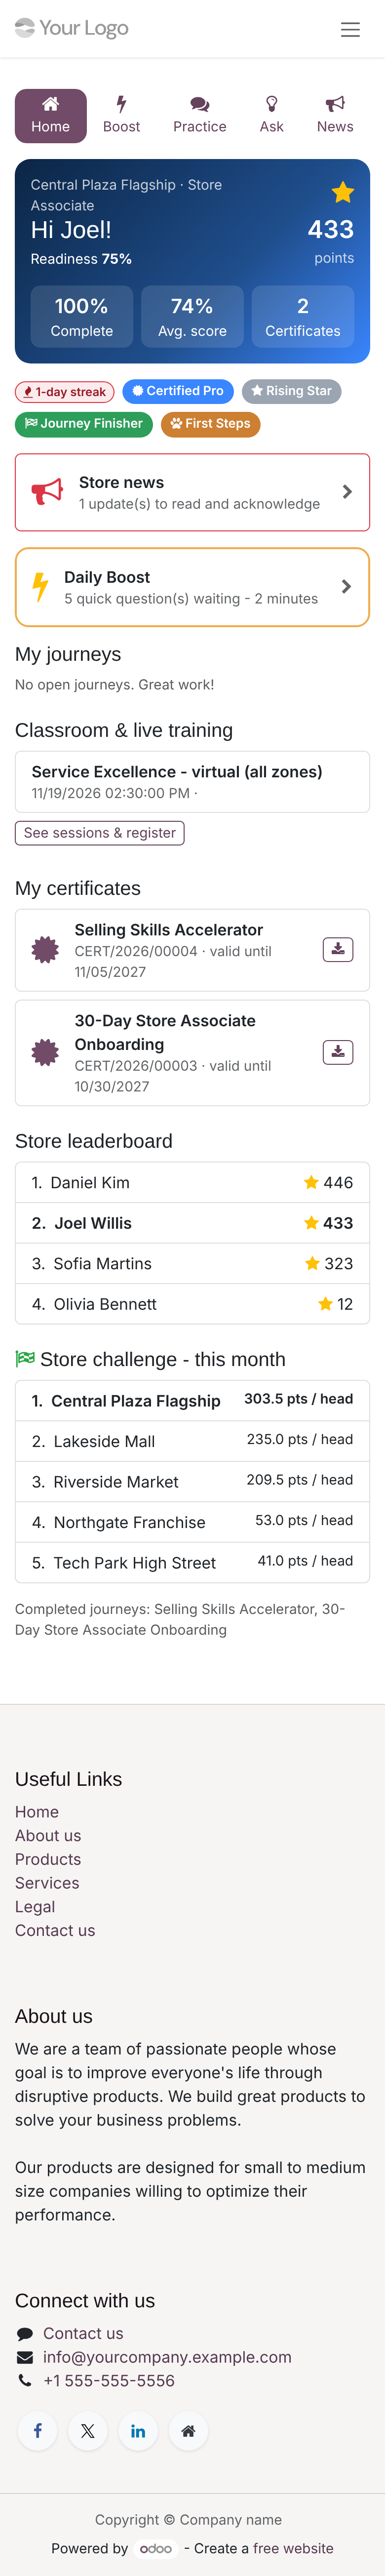 Your Logo
Home
Boost
Practice
Ask
News
Central Plaza Flagship · Store
Associate
Hi Joel!
Readiness 75%
433
points
100%
Complete
74%
Avg. score
2
Certificates
1-day streak
Certified Pro
Rising Star
Journey Finisher
First Steps
Store news
1 update(s) to read and acknowledge
Daily Boost
5 quick question(s) waiting - 2 minutes
My journeys
No open journeys. Great work!
Classroom & live training
Service Excellence - virtual (all zones)
11/19/2026 02:30:00 PM ·
See sessions & register
My certificates
Selling Skills Accelerator
CERT/2026/00004 · valid until
11/05/2027
30-Day Store Associate
Onboarding
CERT/2026/00003 · valid until
10/30/2027
Store leaderboard
1. Daniel Kim 446
2. Joel Willis 433
3. Sofia Martins 323
4. Olivia Bennett 12
Store challenge - this month
1. Central Plaza Flagship 303.5 pts / head
2. Lakeside Mall 235.0 pts / head
3. Riverside Market 209.5 pts / head
4. Northgate Franchise 53.0 pts / head
5. Tech Park High Street 41.0 pts / head
Completed journeys: Selling Skills Accelerator, 30-
Day Store Associate Onboarding
Useful Links
Home
About us
Products
Services
Legal
Contact us
About us
We are a team of passionate people whose
goal is to improve everyone's life through
disruptive products. We build great products to
solve your business problems.
Our products are designed for small to medium
size companies willing to optimize their
performance.
Connect with us
Contact us
info@yourcompany.example.com
+1 555-555-5556
Copyright © Company name
Powered by odoo - Create a free website